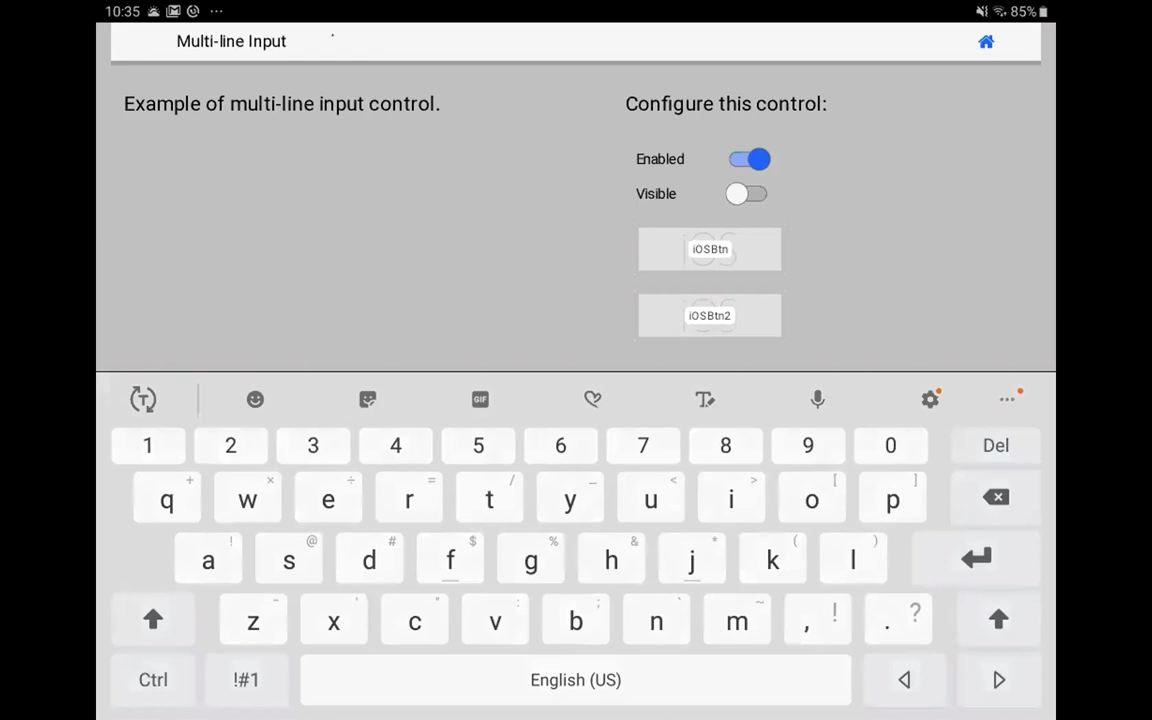 10:35 ... 85%
Multi-line Input
Example of multi-line input control.
Configure this control:
Enabled
Visible
iOSBtn
iOSBtn2
T GIF T ...
1 2 3 4 5 6 7 8 9 0 Del
+ × ÷ = / _ < > [ ]
q w e r t y u i o p
! @ # $ % & * ( )
a s d f g h j k l
- ' " : ; ` ~ ! ?
z x c v b n m , .
Ctrl !#1 English (US)